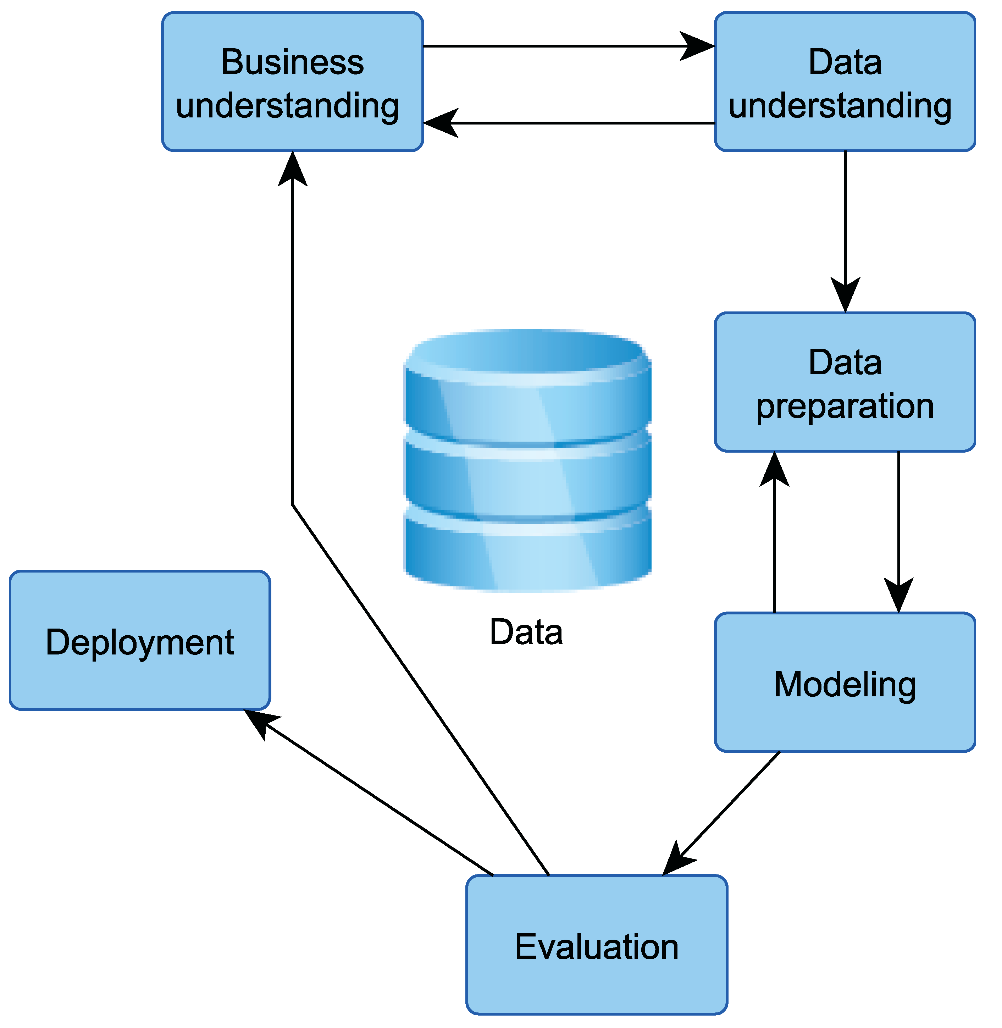 Business
understanding
Data
understanding
Data
preparation
Data
Modeling
Deployment
Evaluation